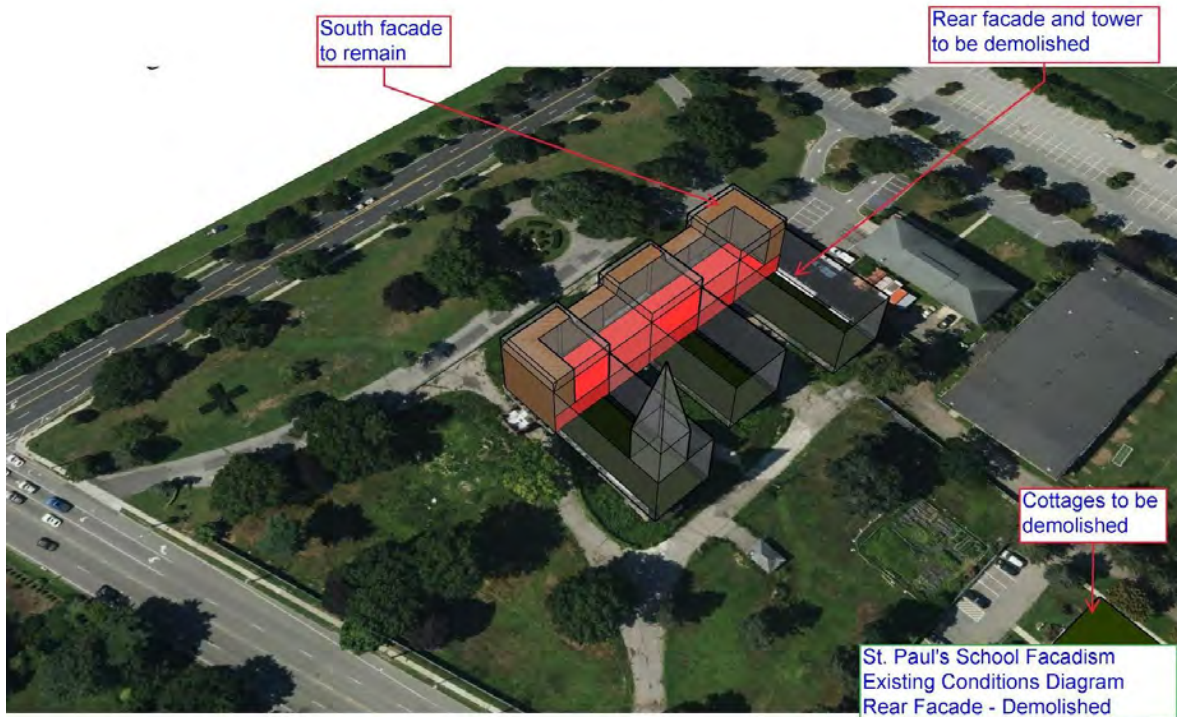 South facade
to remain
Rear facade and tower
to be demolished
Cottages to be
demolished
St. Paul's School Facadism
Existing Conditions Diagram
Rear Facade - Demolished